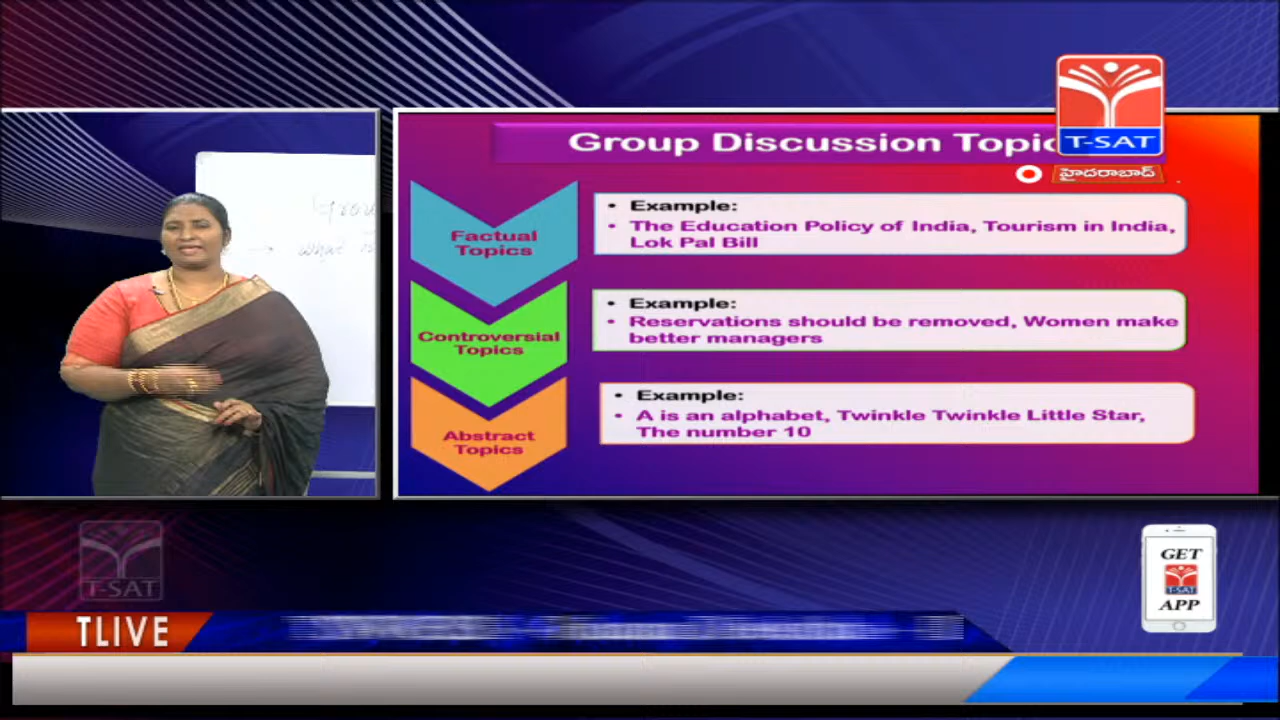 T-SAT
హైదరాబాద్
Group Discussion Topic
Factual
Topics
• Example:
• The Education Policy of India, Tourism in India,
Lok Pal Bill
Controversial
Topics
• Example:
• Reservations should be removed, Women make
better managers
Abstract
Topics
• Example:
• A is an alphabet, Twinkle Twinkle Little Star,
The number 10
→ what
T-SAT
GET
T-SAT
APP
TLIVE